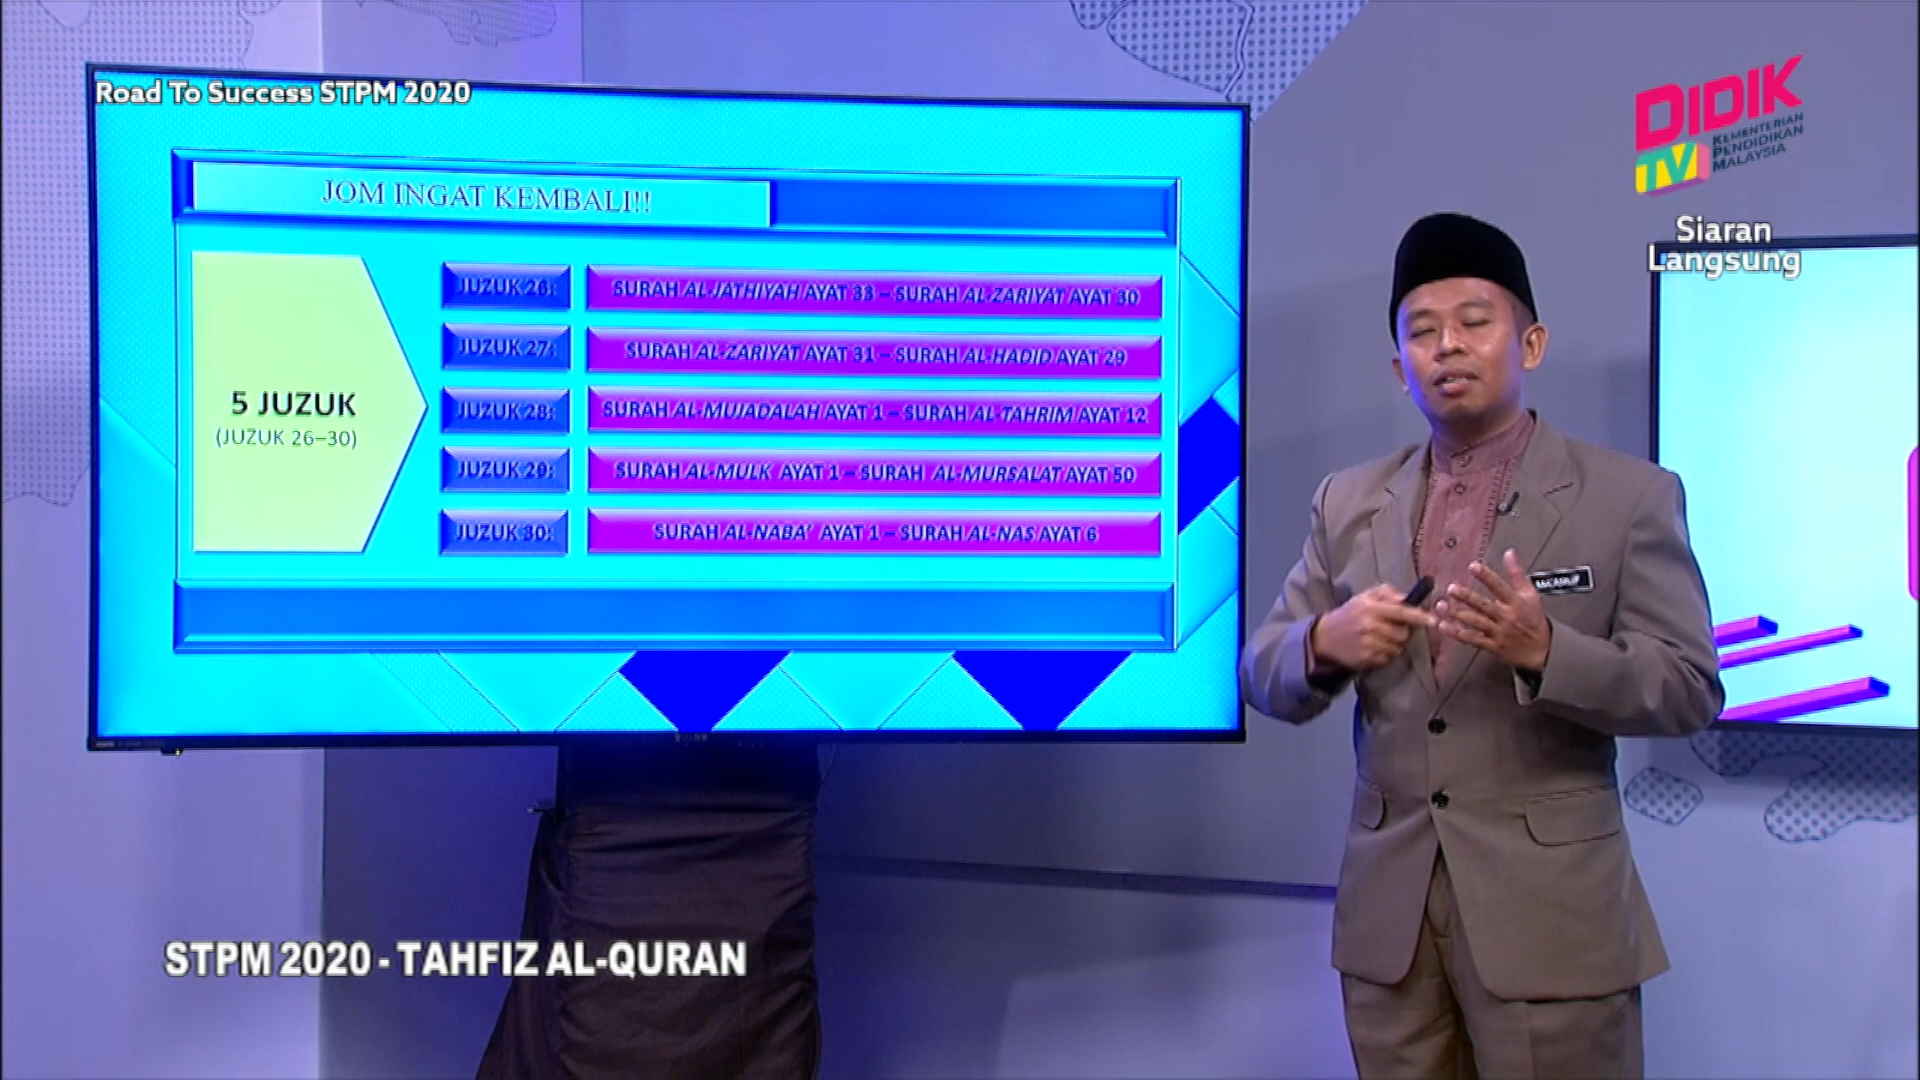 Road To Success STPM 2020
DIDIK
TV
KEMENTERIAN
PENDIDIKAN
MALAYSIA
Siaran
Langsung
JOM INGAT KEMBALI!!
5 JUZUK
(JUZUK 26–30)
JUZUK 26: SURAH AL-JATHIYAH AYAT 33 – SURAH AL-ZARIYAT AYAT 30
JUZUK 27: SURAH AL-ZARIYAT AYAT 31 – SURAH AL-HADID AYAT 29
JUZUK 28: SURAH AL-MUJADALAH AYAT 1 – SURAH AL-TAHRIM AYAT 12
JUZUK 29: SURAH AL-MULK AYAT 1 – SURAH AL-MURSALAT AYAT 50
JUZUK 30: SURAH AL-NABA’ AYAT 1 – SURAH AL-NAS AYAT 6
STPM 2020 - TAHFIZ AL-QURAN